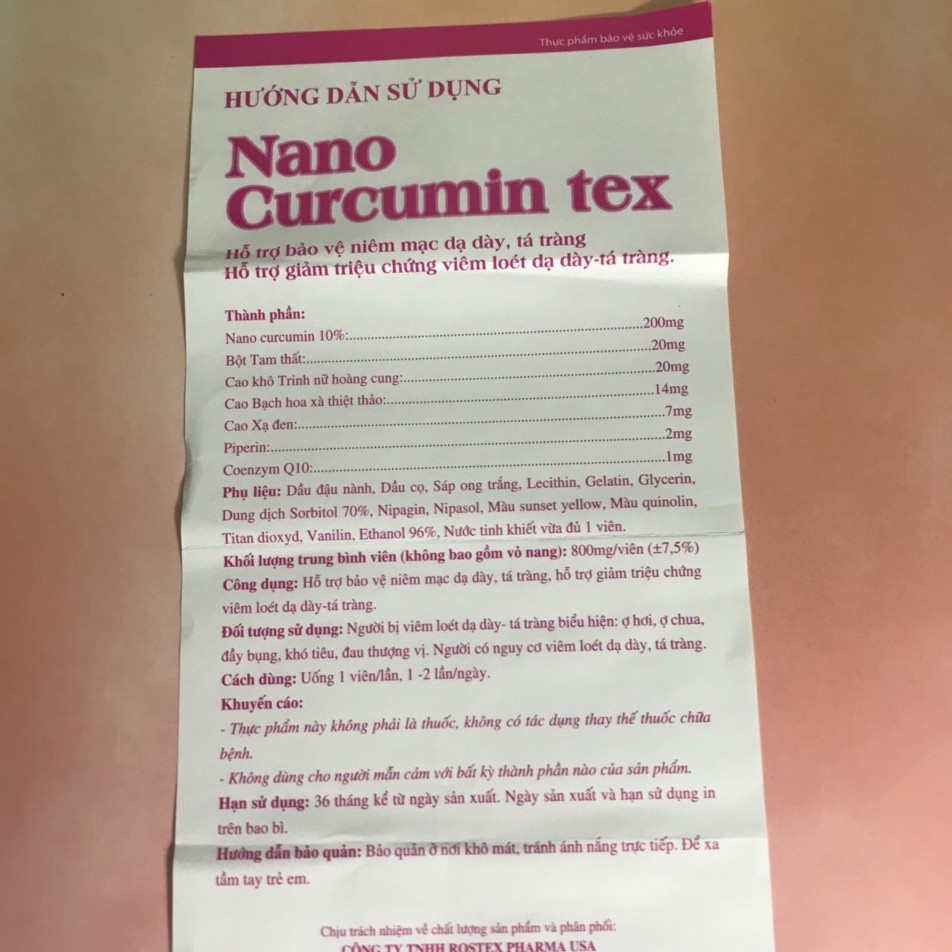 Thực phẩm bảo vệ sức khỏe
HƯỚNG DẪN SỬ DỤNG
Nano
Curcumin tex
Hỗ trợ bảo vệ niêm mạc dạ dày, tá tràng
Hỗ trợ giảm triệu chứng viêm loét dạ dày-tá tràng.
Thành phần:
Nano curcumin 10%:...............200mg
Bột Tam thất:...............20mg
Cao khô Trinh nữ hoàng cung:...............20mg
Cao Bạch hoa xà thiệt thảo:...............14mg
Cao Xạ đen:...............7mg
Piperin:...............2mg
Coenzym Q10:...............1mg
Phụ liệu: Dầu đậu nành, Dầu cọ, Sáp ong trắng, Lecithin, Gelatin, Glycerin,
Dung dịch Sorbitol 70%, Nipagin, Nipasol, Màu sunset yellow, Màu quinolin,
Titan dioxyd, Vanilin, Ethanol 96%, Nước tinh khiết vừa đủ 1 viên.
Khối lượng trung bình viên (không bao gồm vỏ nang): 800mg/viên (±7,5%)
Công dụng: Hỗ trợ bảo vệ niêm mạc dạ dày, tá tràng, hỗ trợ giảm triệu chứng
viêm loét dạ dày-tá tràng.
Đối tượng sử dụng: Người bị viêm loét dạ dày- tá tràng biểu hiện: ợ hơi, ợ chua,
đầy bụng, khó tiêu, đau thượng vị. Người có nguy cơ viêm loét dạ dày, tá tràng.
Cách dùng: Uống 1 viên/lần, 1 -2 lần/ngày.
Khuyến cáo:
- Thực phẩm này không phải là thuốc, không có tác dụng thay thế thuốc chữa
bệnh.
- Không dùng cho người mẫn cảm với bất kỳ thành phần nào của sản phẩm.
Hạn sử dụng: 36 tháng kể từ ngày sản xuất. Ngày sản xuất và hạn sử dụng in
trên bao bì.
Hướng dẫn bảo quản: Bảo quản ở nơi khô mát, tránh ánh nắng trực tiếp. Để xa
tầm tay trẻ em.
Chịu trách nhiệm về chất lượng sản phẩm và phân phối:
CÔNG TY TNHH ROSTEX PHARMA USA